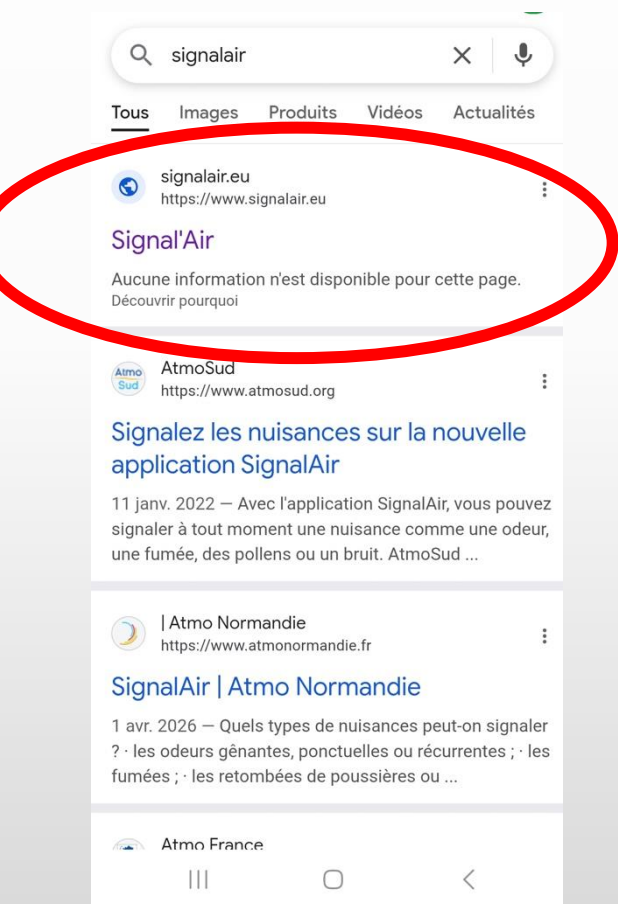 signalair
Tous Images Produits Vidéos Actualités
signalair.eu
https://www.signalair.eu
Signal'Air
Aucune information n'est disponible pour cette page.
Découvrir pourquoi
Atmo
Sud
AtmoSud
https://www.atmosud.org
Signalez les nuisances sur la nouvelle
application SignalAir
11 janv. 2022 — Avec l'application SignalAir, vous pouvez
signaler à tout moment une nuisance comme une odeur,
une fumée, des pollens ou un bruit. AtmoSud ...
| Atmo Normandie
https://www.atmonormandie.fr
SignalAir | Atmo Normandie
1 avr. 2026 — Quels types de nuisances peut-on signaler
? · les odeurs gênantes, ponctuelles ou récurrentes ; · les
fumées ; · les retombées de poussières ou ...
Atmo France